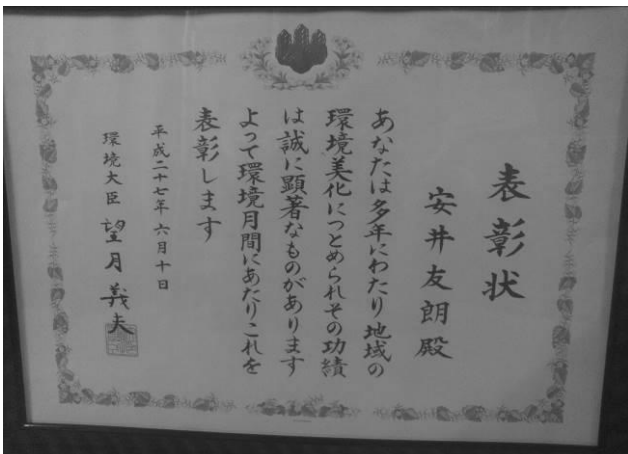 表彰状
安井友朗殿
あなたは多年にわたり地域の
環境美化につとめられその功績
は誠に顕著なものがあります
よって環境月間にあたりこれを
表彰します
平成二十七年六月十日
環境大臣 望月義夫